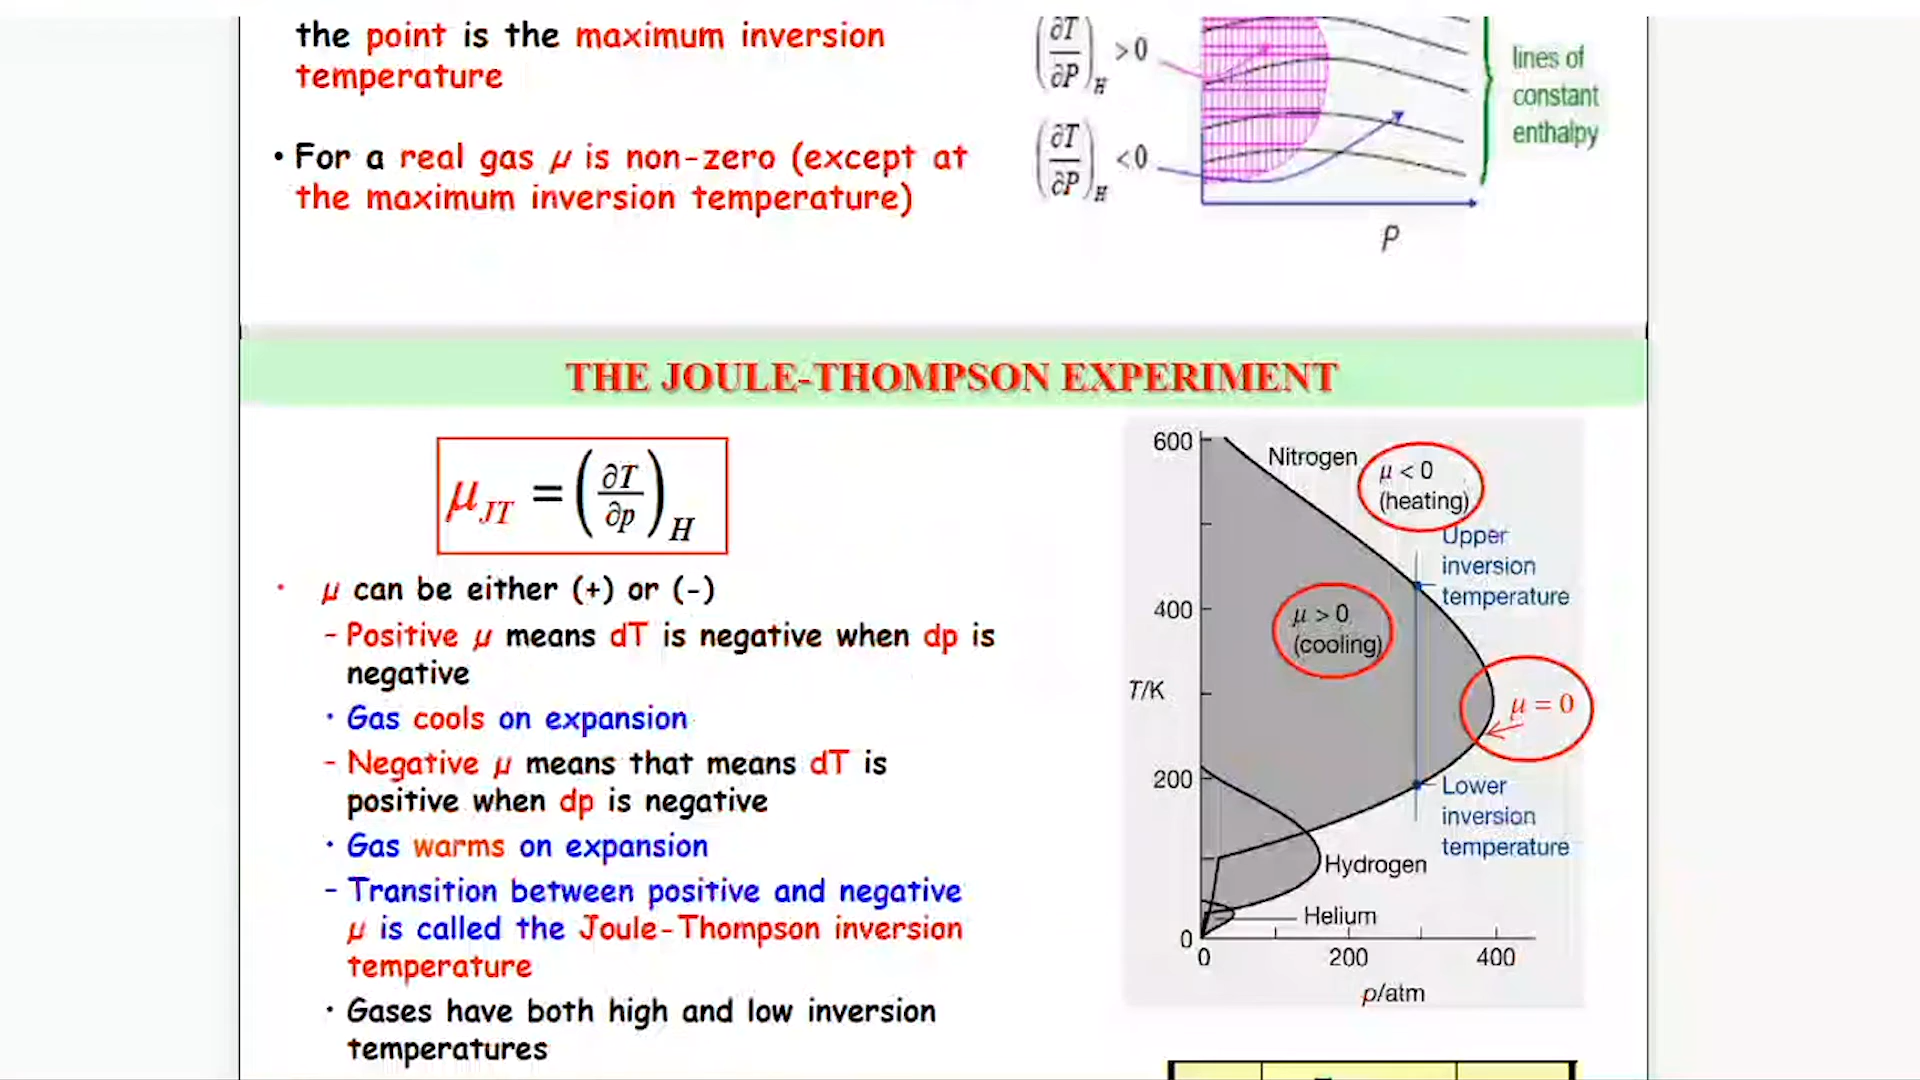 the point is the maximum inversion
temperature
• For a real gas μ is non-zero (except at
the maximum inversion temperature)
(∂T/∂P)H >0
(∂T/∂P)H <0
lines of
constant
enthalpy
P
THE JOULE-THOMPSON EXPERIMENT
μJT = (∂T/∂p)H
• μ can be either (+) or (-)
- Positive μ means dT is negative when dp is
negative
• Gas cools on expansion
- Negative μ means that means dT is
positive when dp is negative
• Gas warms on expansion
- Transition between positive and negative
μ is called the Joule-Thompson inversion
temperature
• Gases have both high and low inversion
temperatures
600
Nitrogen
μ < 0
(heating)
Upper
inversion
temperature
400
μ > 0
(cooling)
T/K
μ = 0
200
Lower
inversion
temperature
Hydrogen
Helium
0
0 200 400
p/atm